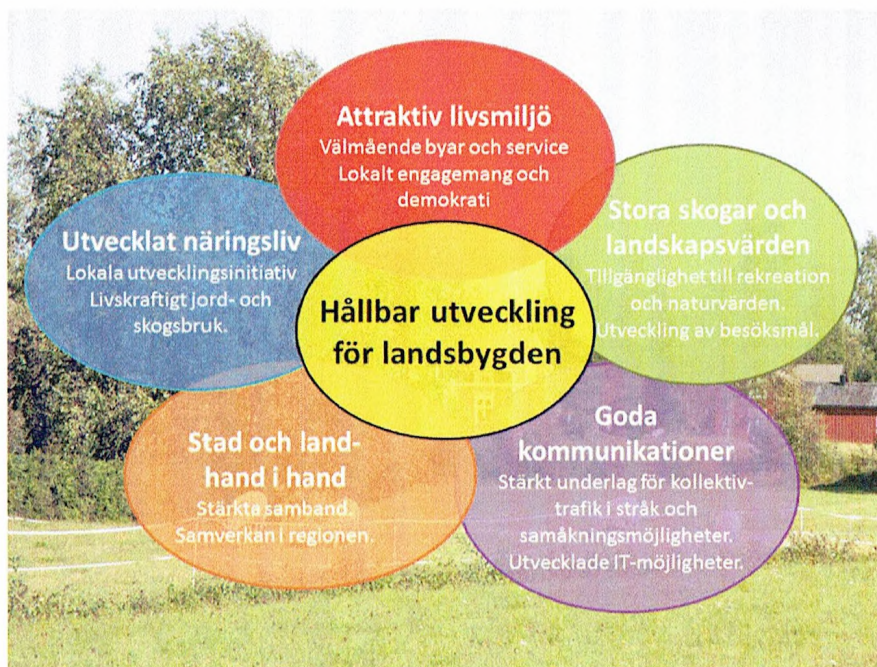 Attraktiv livsmiljö
Välmående byar och service
Lokalt engagemang och
demokrati
Stora skogar och
landskapsvärden
Tillgänglighet till rekreation
och naturvärden.
Utveckling av besöksmål.
Utvecklat näringsliv
Lokala utvecklingsinitiativ
Livskraftigt jord- och
skogsbruk.
Hållbar utveckling
för landsbygden
Stad och land-
hand i hand
Stärkta samband.
Samverkan i regionen.
Goda
kommunikationer
Stärkt underlag för kollektiv-
trafik i stråk och
samåkningsmöjligheter.
Utvecklade IT-möjligheter.